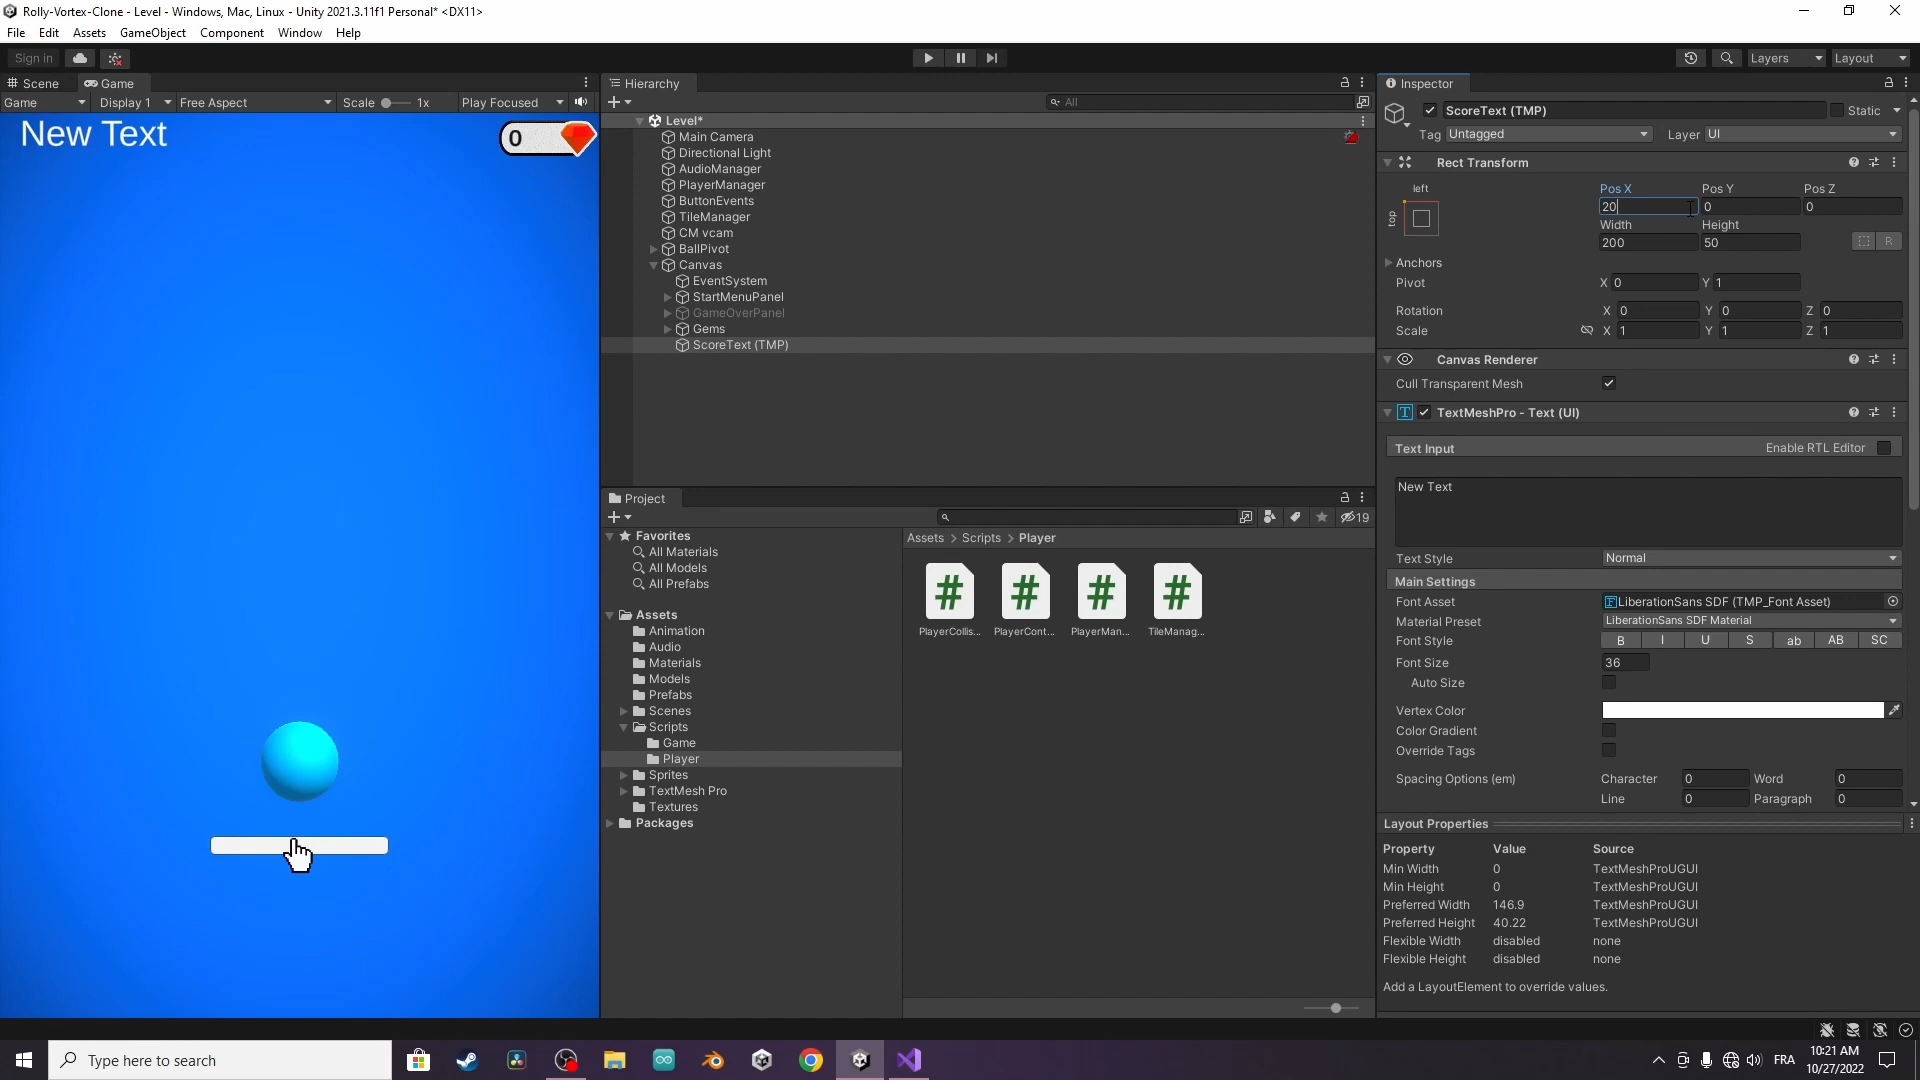 Rolly-Vortex-Clone - Level - Windows, Mac, Linux - Unity 2021.3.11f1 Personal* <DX11>
File Edit Assets GameObject Component Window Help
Sign in
Layers
Layout
Scene
Game
Game
Display 1
Free Aspect
Scale
1x
Play Focused
New Text
0
Hierarchy
All
Level*
Main Camera
Directional Light
AudioManager
PlayerManager
ButtonEvents
TileManager
CM vcam
BallPivot
Canvas
EventSystem
StartMenuPanel
GameOverPanel
Gems
ScoreText (TMP)
Project
19
Favorites
All Materials
All Models
All Prefabs
Assets
Animation
Audio
Materials
Models
Prefabs
Scenes
Scripts
Game
Player
Sprites
TextMesh Pro
Textures
Packages
Assets > Scripts > Player
PlayerCollis...
PlayerCont...
PlayerMan...
TileManag...
Inspector
ScoreText (TMP)
Static
Tag Untagged
Layer UI
Rect Transform
left
top
Pos X Pos Y Pos Z
20 0 0
Width Height
200 50
R
Anchors
Pivot X 0 Y 1
Rotation X 0 Y 0 Z 0
Scale X 1 Y 1 Z 1
Canvas Renderer
Cull Transparent Mesh
TextMeshPro - Text (UI)
Text Input
Enable RTL Editor
New Text
Text Style Normal
Main Settings
Font Asset LiberationSans SDF (TMP_Font Asset)
Material Preset LiberationSans SDF Material
Font Style B I U S ab AB SC
Font Size 36
Auto Size
Vertex Color
Color Gradient
Override Tags
Spacing Options (em) Character 0 Word 0
Line 0 Paragraph 0
Layout Properties
Property Value Source
Min Width 0 TextMeshProUGUI
Min Height 0 TextMeshProUGUI
Preferred Width 146.9 TextMeshProUGUI
Preferred Height 40.22 TextMeshProUGUI
Flexible Width disabled none
Flexible Height disabled none
Add a LayoutElement to override values.
Type here to search
FRA
10:21 AM
10/27/2022